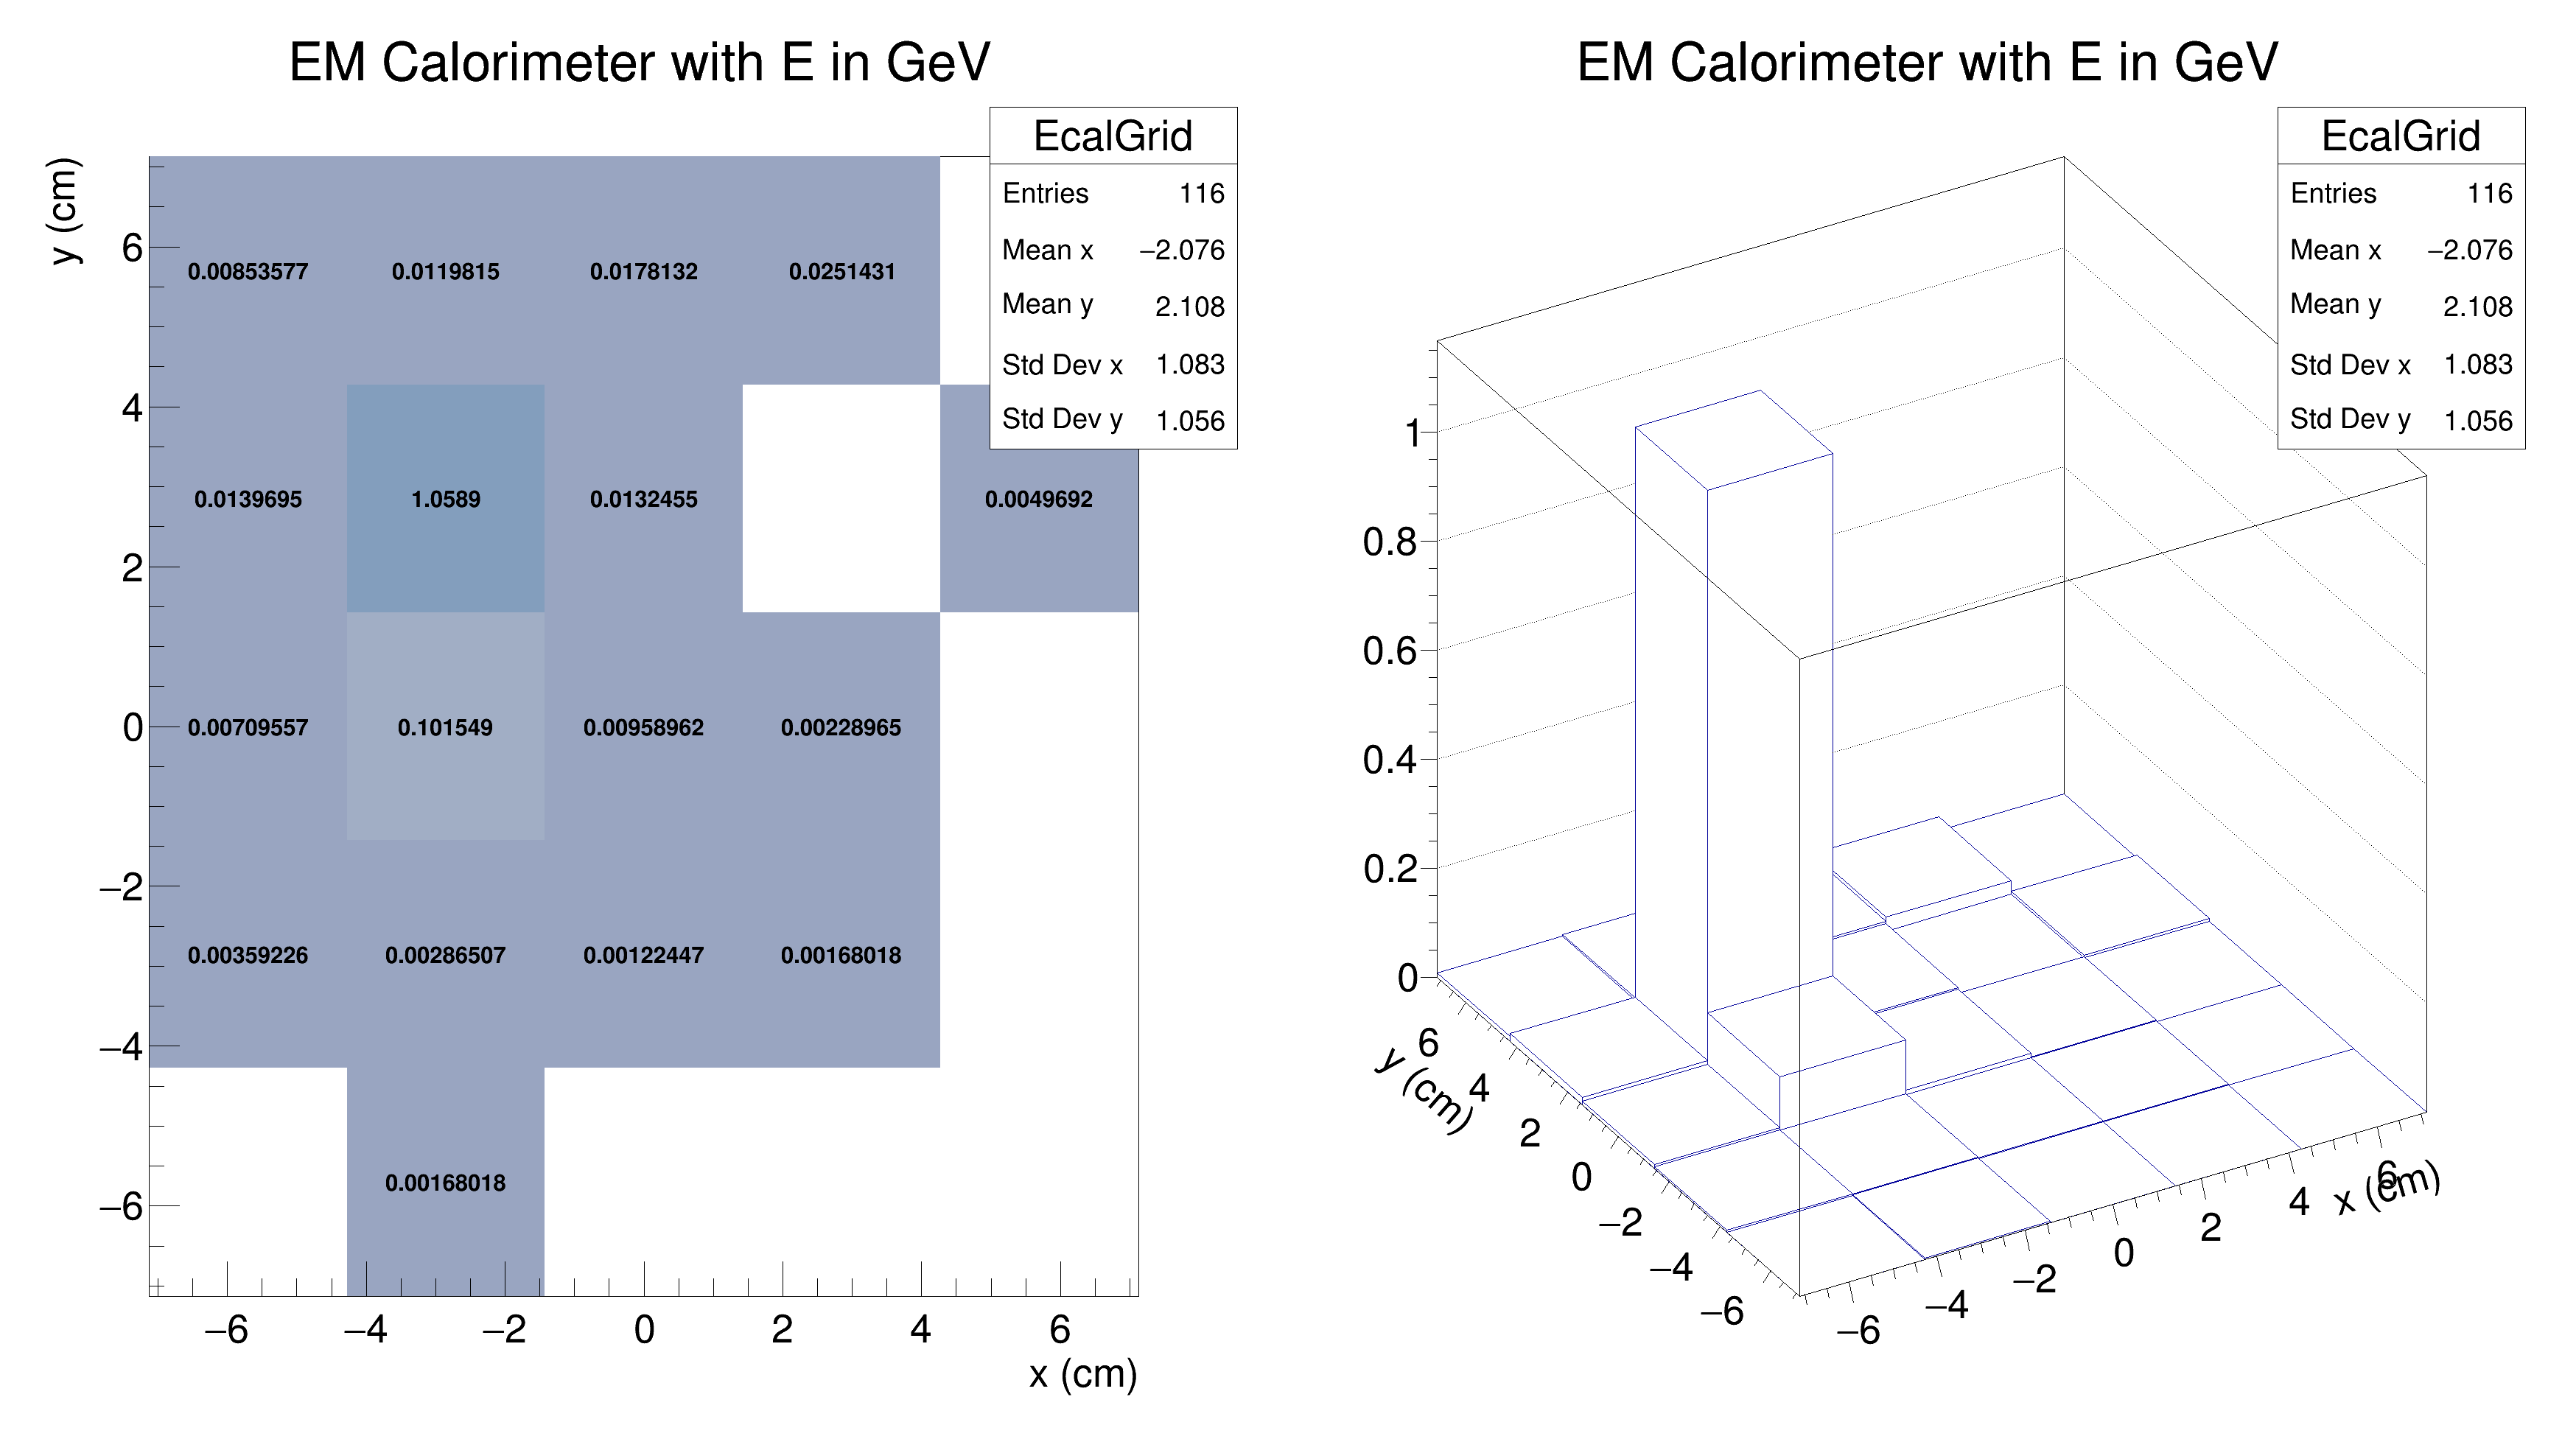 EM Calorimeter with E in GeV
EcalGrid
Entries 116
Mean x −2.076
Mean y 2.108
Std Dev x 1.083
Std Dev y 1.056
y (cm)
6
4
2
0
−2
−4
−6
0.00853577 0.0119815 0.0178132 0.0251431
0.0139695 1.0589 0.0132455 0.0049692
0.00709557 0.101549 0.00958962 0.00228965
0.00359226 0.00286507 0.00122447 0.00168018
0.00168018
−6 −4 −2 0 2 4 6
x (cm)
EM Calorimeter with E in GeV
EcalGrid
Entries 116
Mean x −2.076
Mean y 2.108
Std Dev x 1.083
Std Dev y 1.056
1
0.8
0.6
0.4
0.2
0
y (cm)
6
4
2
0
−2
−4
−6
−6 −4 −2 0 2 4 6
x (cm)